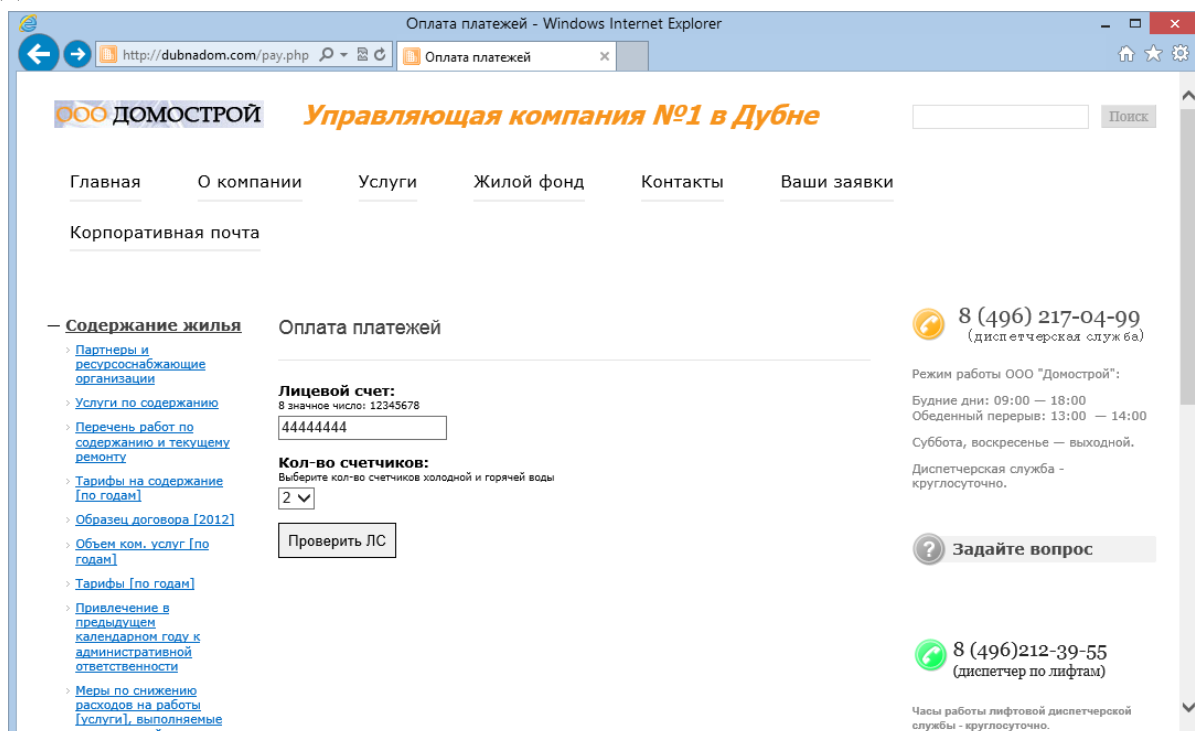 Оплата платежей - Windows Internet Explorer
http://dubnadom.com/pay.php
Оплата платежей
ООО ДОМОСТРОЙ
Управляющая компания №1 в Дубне
Поиск
Главная О компании Услуги Жилой фонд Контакты Ваши заявки
Корпоративная почта
— Содержание жилья
Партнеры и
ресурсоснабжающие
организации
Услуги по содержанию
Перечень работ по
содержанию и текущему
ремонту
Тарифы на содержание
[по годам]
Образец договора [2012]
Объем ком. услуг [по
годам]
Тарифы [по годам]
Привлечение в
предыдущем
календарном году к
административной
ответственности
Меры по снижению
расходов на работы
[услуги], выполняемые
Оплата платежей
Лицевой счет:
8 значное число: 12345678
44444444
Кол-во счетчиков:
Выберите кол-во счетчиков холодной и горячей воды
2
Проверить ЛС
8 (496) 217-04-99
(диспетчерская служба)
Режим работы ООО "Домострой":
Будние дни: 09:00 — 18:00
Обеденный перерыв: 13:00 — 14:00
Суббота, воскресенье — выходной.
Диспетчерская служба -
круглосуточно.
? Задайте вопрос
8 (496)212-39-55
(диспетчер по лифтам)
Часы работы лифтовой диспетчерской
службы - круглосуточно.